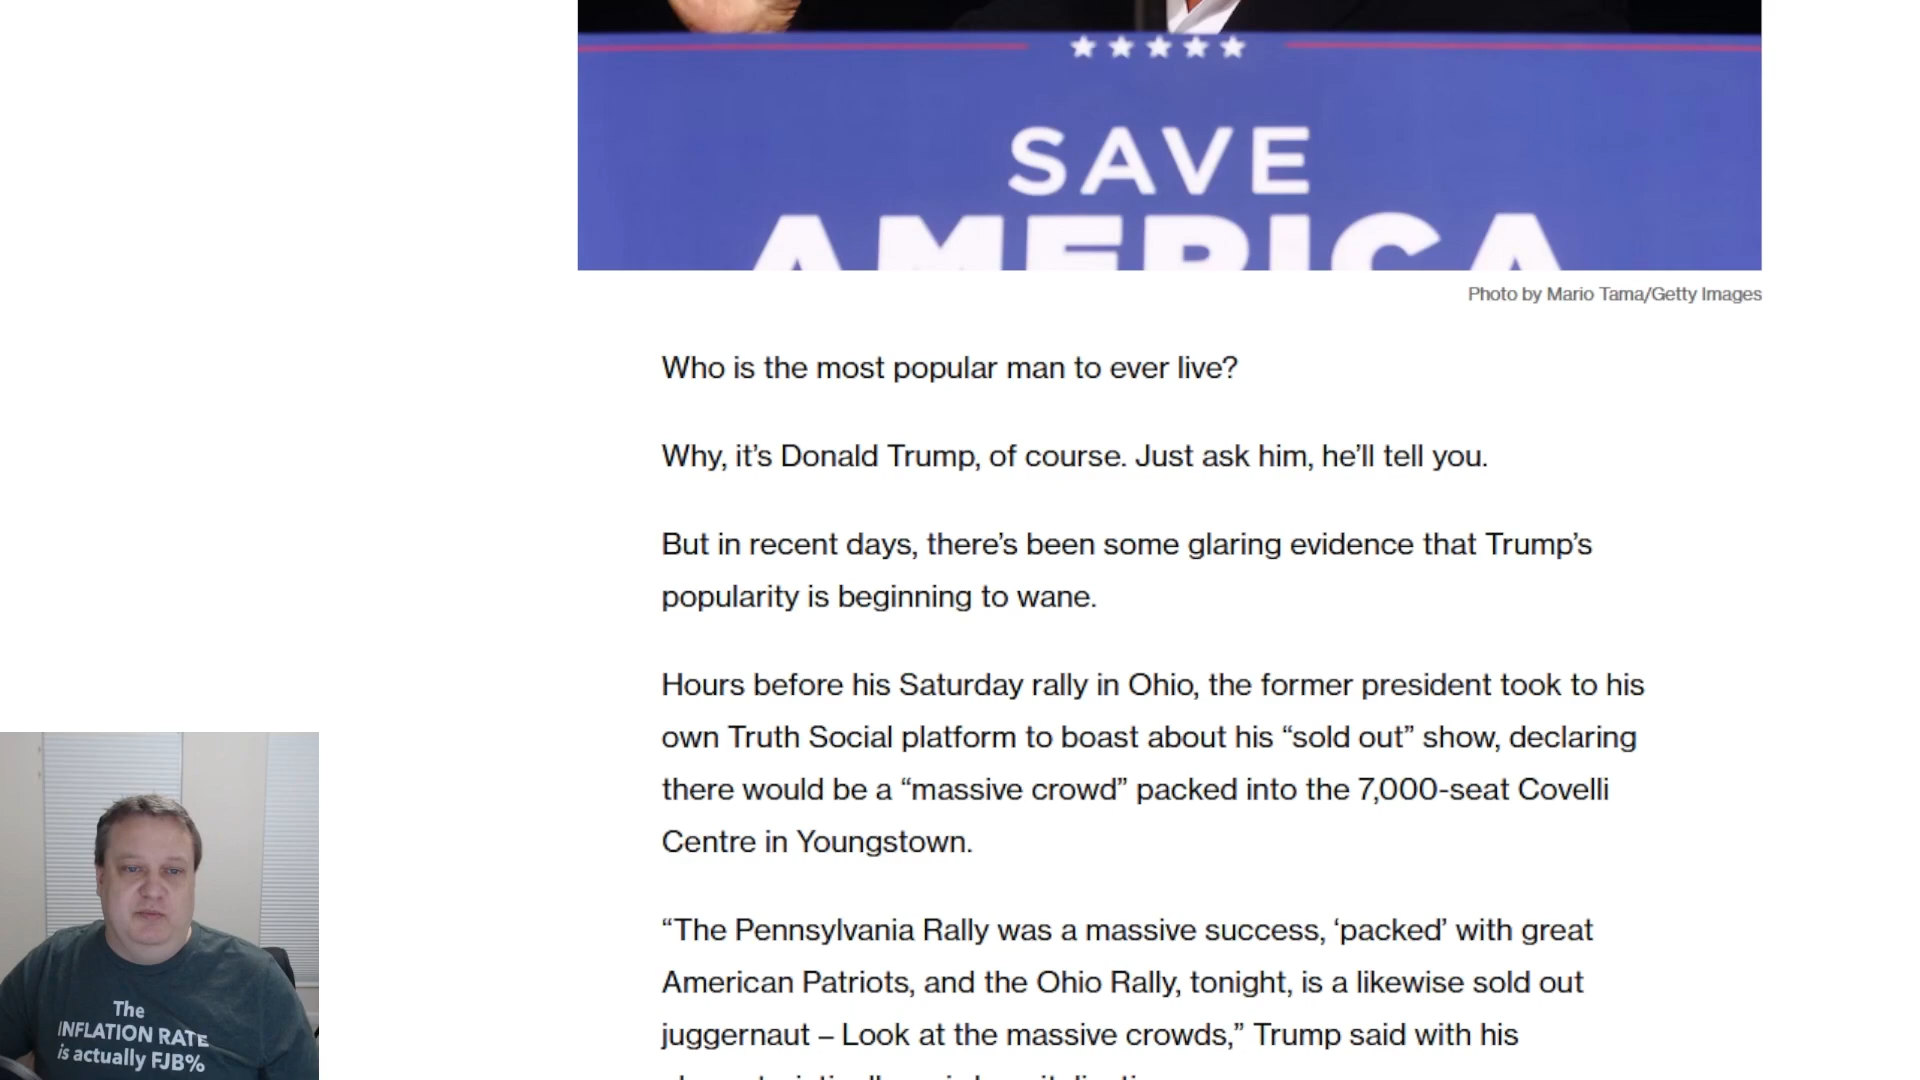 SAVE
AMERICA
Photo by Mario Tama/Getty Images
Who is the most popular man to ever live?
Why, it’s Donald Trump, of course. Just ask him, he’ll tell you.
But in recent days, there’s been some glaring evidence that Trump’s
popularity is beginning to wane.
Hours before his Saturday rally in Ohio, the former president took to his
own Truth Social platform to boast about his “sold out” show, declaring
there would be a “massive crowd” packed into the 7,000-seat Covelli
Centre in Youngstown.
“The Pennsylvania Rally was a massive success, ‘packed’ with great
American Patriots, and the Ohio Rally, tonight, is a likewise sold out
juggernaut – Look at the massive crowds,” Trump said with his
The
INFLATION RATE
is actually FJB%